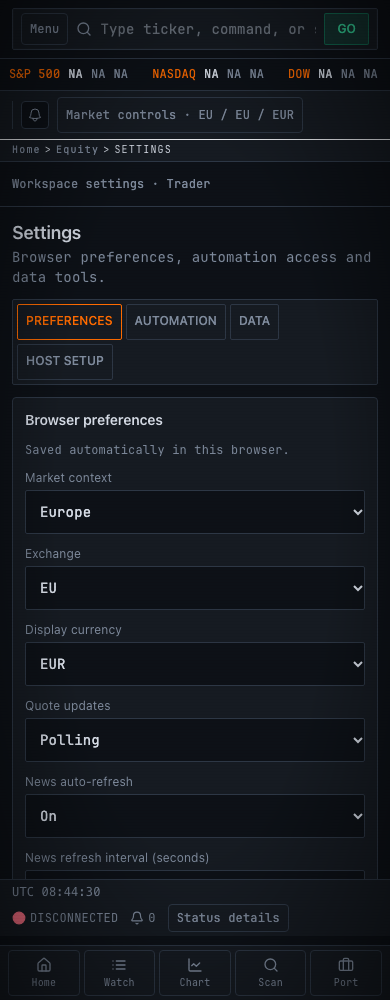 Menu Type ticker, command, or s GO
S&P 500 NA NA NA NASDAQ NA NA NA DOW NA NA NA
Market controls · EU / EU / EUR
Home > Equity > SETTINGS
Workspace settings · Trader
Settings
Browser preferences, automation access and
data tools.
PREFERENCES AUTOMATION DATA
HOST SETUP
Browser preferences
Saved automatically in this browser.
Market context
Europe
Exchange
EU
Display currency
EUR
Quote updates
Polling
News auto-refresh
On
News refresh interval (seconds)
UTC 08:44:30
DISCONNECTED 0 Status details
Home Watch Chart Scan Port